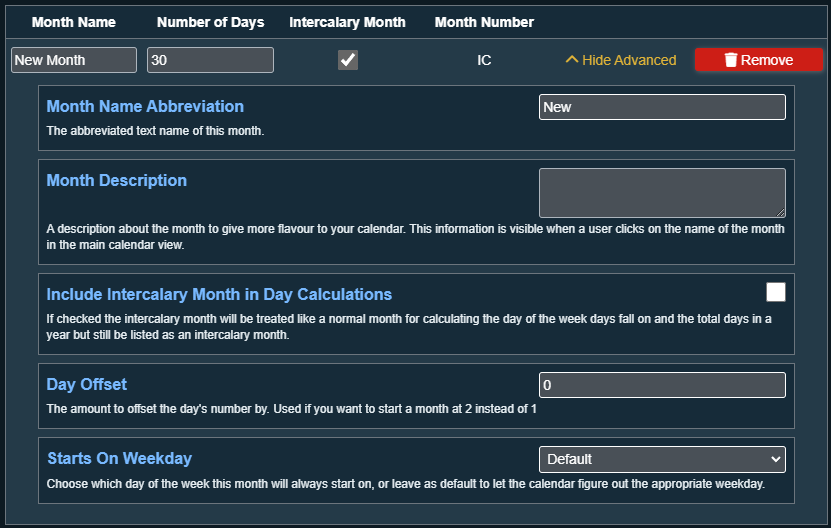 Month Name Number of Days Intercalary Month Month Number
New Month 30 IC Hide Advanced Remove
Month Name Abbreviation New
The abbreviated text name of this month.
Month Description
A description about the month to give more flavour to your calendar. This information is visible when a user clicks on the name of the month
in the main calendar view.
Include Intercalary Month in Day Calculations
If checked the intercalary month will be treated like a normal month for calculating the day of the week days fall on and the total days in a
year but still be listed as an intercalary month.
Day Offset 0
The amount to offset the day's number by. Used if you want to start a month at 2 instead of 1
Starts On Weekday Default
Choose which day of the week this month will always start on, or leave as default to let the calendar figure out the appropriate weekday.